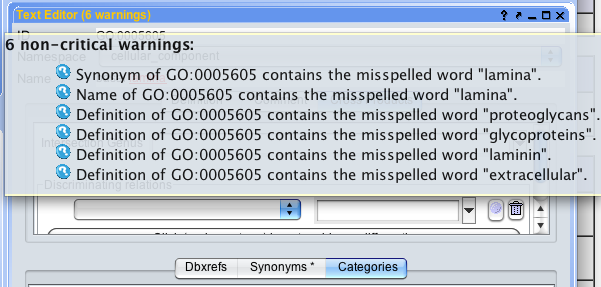 Text Editor (6 warnings)
6 non-critical warnings:
Namespace cellular_component
Synonym of GO:0005605 contains the misspelled word "lamina".
Name
Name of GO:0005605 contains the misspelled word "lamina".
Definition of GO:0005605 contains the misspelled word "proteoglycans".
Definition of GO:0005605 contains the misspelled word "glycoproteins".
Definition of GO:0005605 contains the misspelled word "laminin".
Definition of GO:0005605 contains the misspelled word "extracellular".
Discriminating relations
Dbxrefs Synonyms * Categories